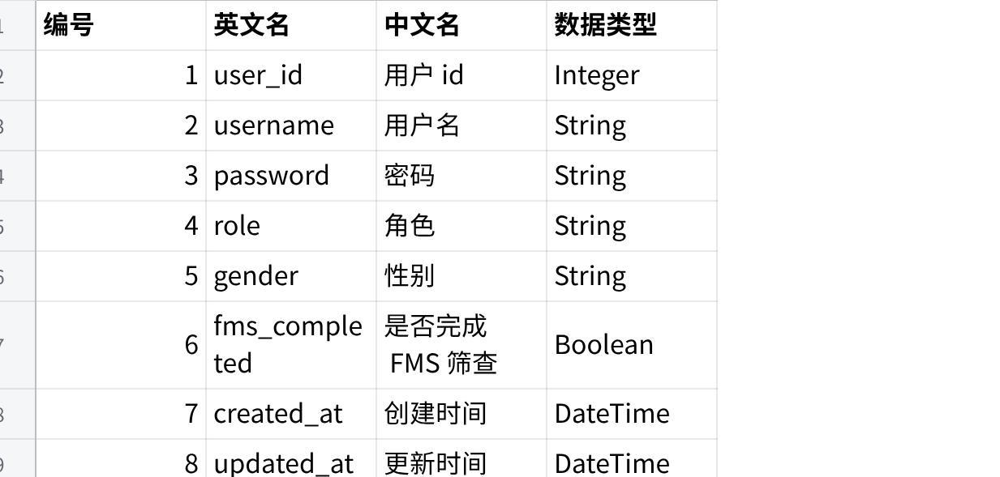 编号 英文名 中文名 数据类型
1 user_id 用户 id Integer
2 username 用户名 String
3 password 密码 String
4 role 角色 String
5 gender 性别 String
6 fms_comple
ted 是否完成
FMS 筛查 Boolean
7 created_at 创建时间 DateTime
8 updated_at 更新时间 DateTime